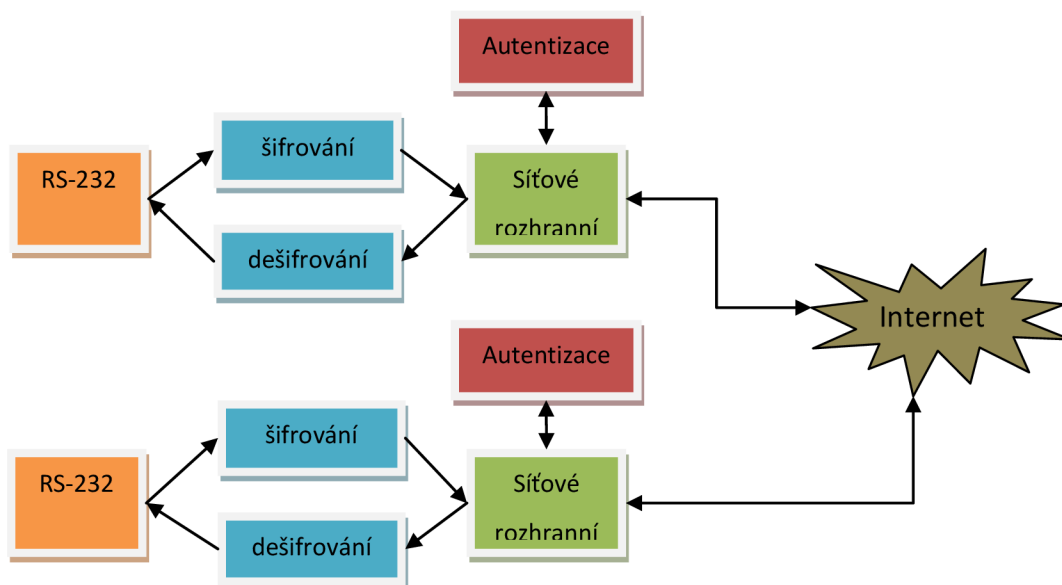 Autentizace
šifrování
RS-232
Síťové
rozhranní
dešifrování
Internet
Autentizace
šifrování
RS-232
Síťové
rozhranní
dešifrování